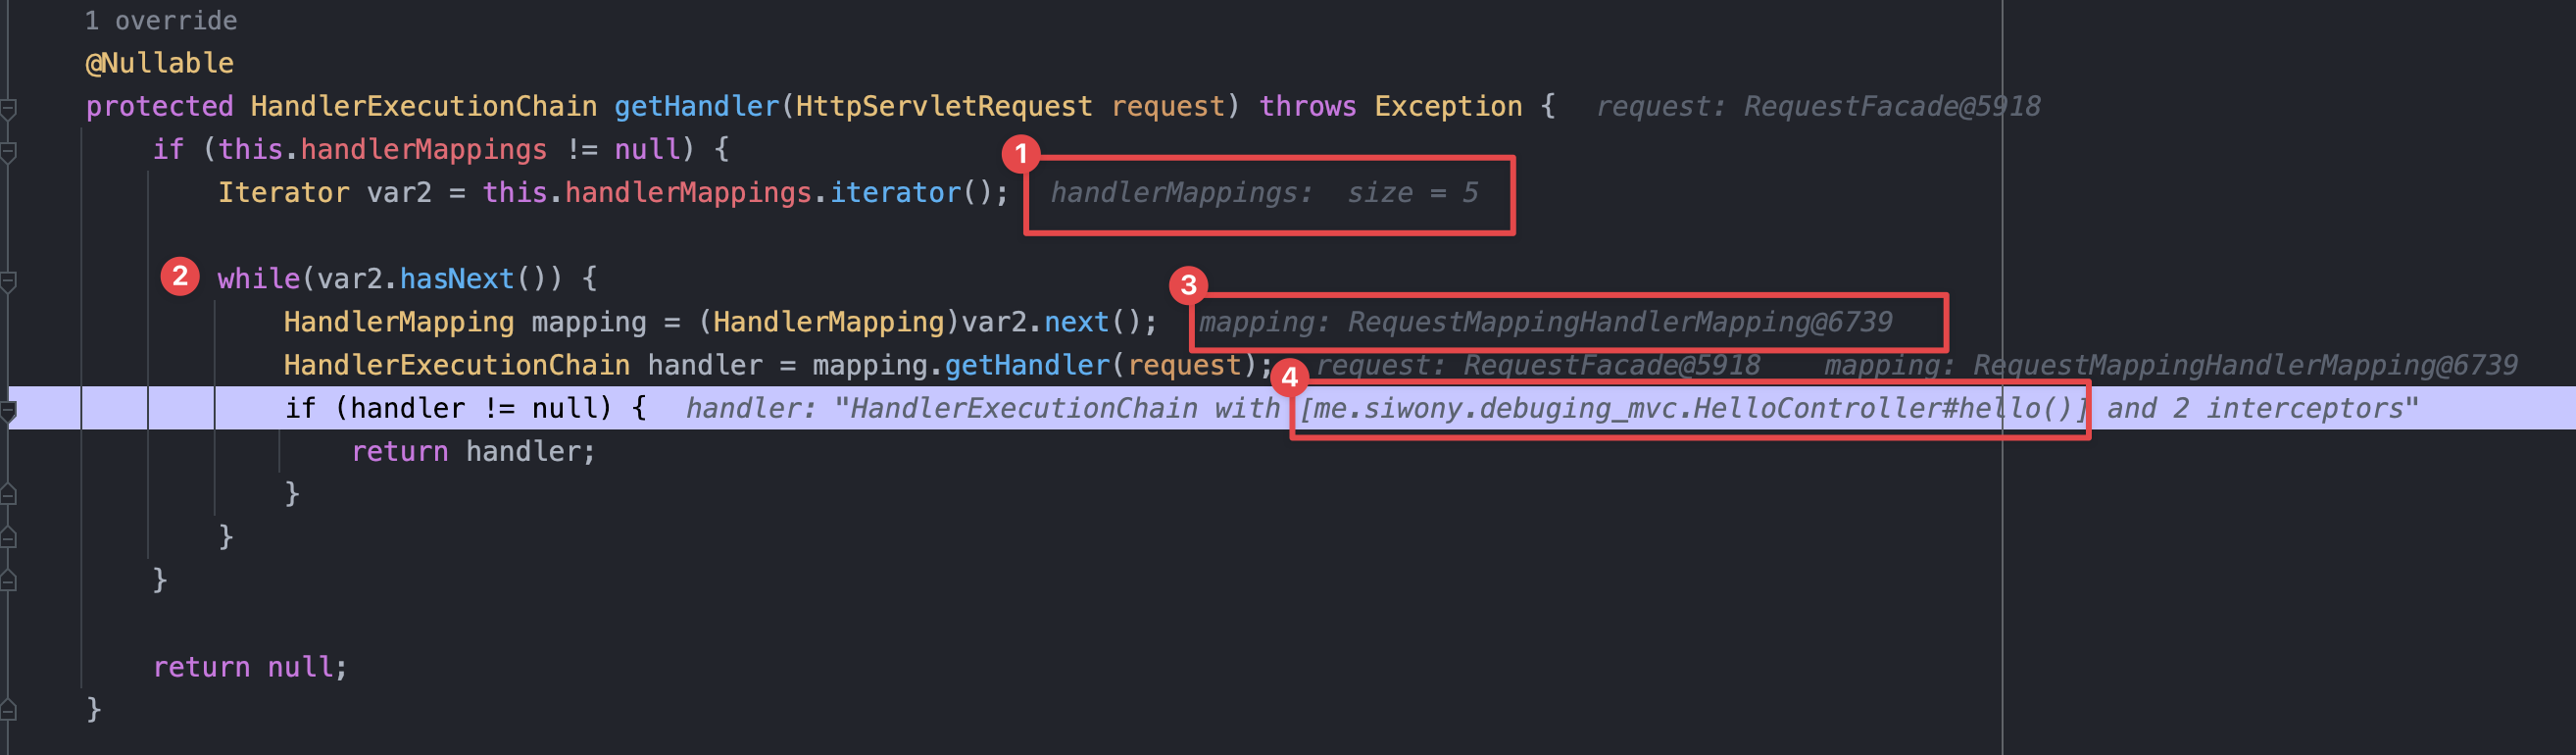 1 override
@Nullable
protected HandlerExecutionChain getHandler(HttpServletRequest request) throws Exception {  request: RequestFacade@5918
if (this.handlerMappings != null) {
1
Iterator var2 = this.handlerMappings.iterator();  handlerMappings:  size = 5
2 while(var2.hasNext()) {
3
HandlerMapping mapping = (HandlerMapping)var2.next();  mapping: RequestMappingHandlerMapping@6739
HandlerExecutionChain handler = mapping.getHandler(request);  request: RequestFacade@5918  mapping: RequestMappingHandlerMapping@6739
4
if (handler != null) {  handler: "HandlerExecutionChain with [me.siwony.debuging_mvc.HelloController#hello()] and 2 interceptors"
return handler;
}
}
}
return null;
}